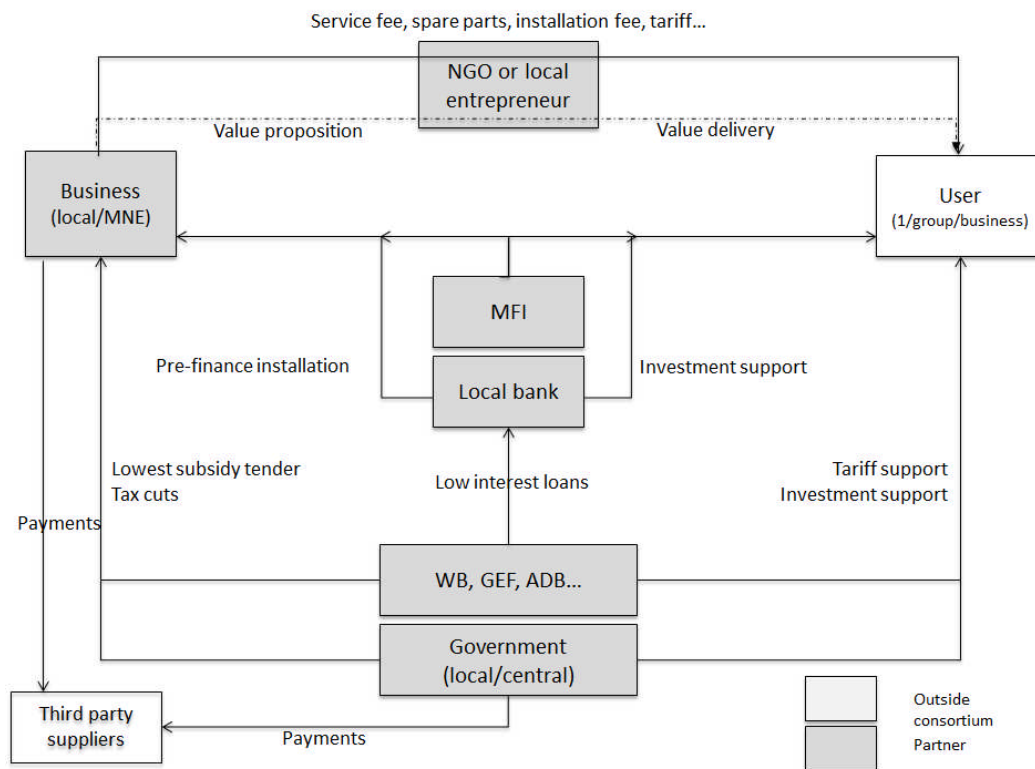 Service fee, spare parts, installation fee, tariff...
NGO or local
entrepreneur
Value proposition
Value delivery
Business
(local/MNE)
User
(1/group/business)
MFI
Pre-finance installation
Investment support
Local bank
Lowest subsidy tender
Tax cuts
Low interest loans
Tariff support
Investment support
Payments
WB, GEF, ADB...
Government
(local/central)
Third party
suppliers
Payments
Outside
consortium
Partner